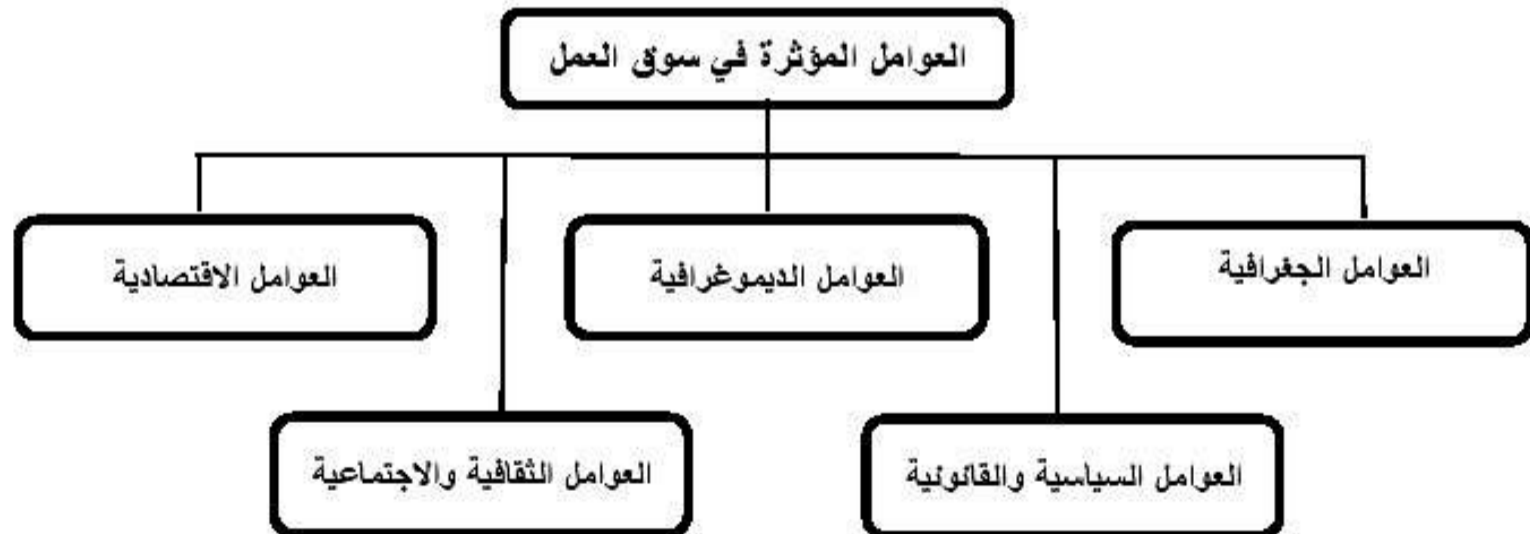 العوامل المؤثرة في سوق العمل
العوامل الجغرافية
العوامل الديموغرافية
العوامل الاقتصادية
العوامل السياسية والقانونية
العوامل الثقافية والاجتماعية